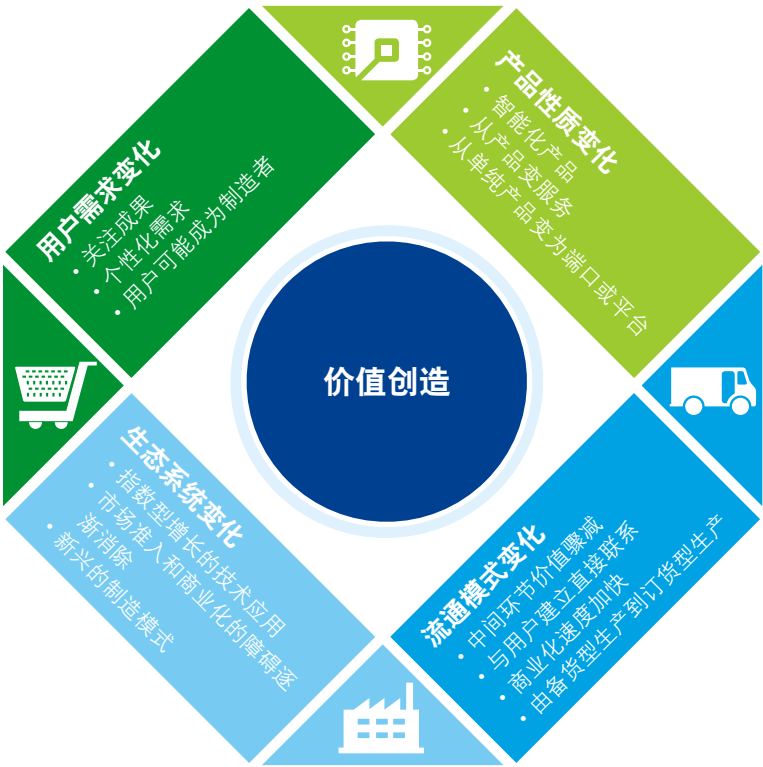 用户需求变化
• 关注成果
• 个性化需求
• 用户可能成为制造者
产品性质变化
• 智能化产品
• 从产品变服务
• 从单纯产品变为端口或平台
价值创造
生态系统变化
• 指数型增长的技术应用
• 市场准入和商业化的障碍逐
渐消除
• 新兴的制造模式
流通模式变化
• 中间环节价值骤减
• 与用户建立直接联系
• 商业化速度加快
• 由备货型生产到订货型生产